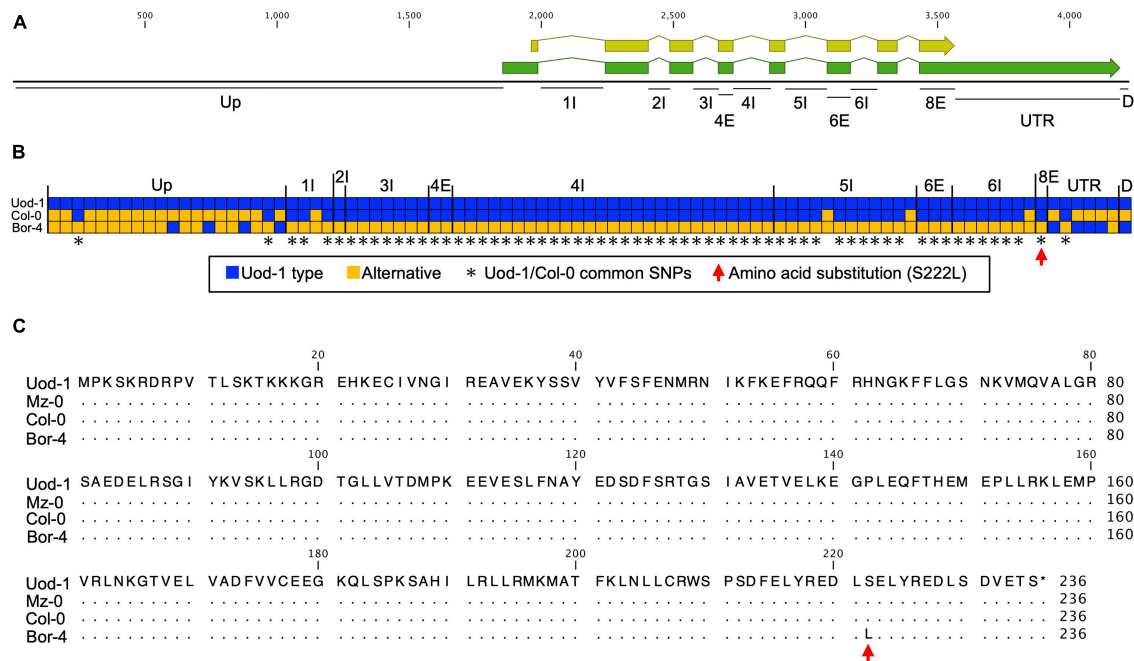 A
500 1,000 1,500 2,000 2,500 3,000 3,500 4,000
Up 1I 2I 3I 4E 4I 5I 6E 6I 8E UTR D
B
Up 1I 2I 3I 4E 4I 5I 6E 6I 8E UTR D
Uod-1
Col-0
Bor-4
* * * * * * * * * * * * * * * * * * * * * * * * * * * * * * * * * * * * * * * * * * * * * * * * * * * * * * * * * * * * * * * * * * *
Uod-1 type Alternative * Uod-1/Col-0 common SNPs Amino acid substitution (S222L)
C
20 40 60 80
Uod-1 MPKSKRDRPV TLSKTKKKGR EHKECIVNGI REAVEKYSSV YVFSFENMRN IKFKEFRQQF RHNGKFFLGS NKVMQVALGR 80
Mz-0 . . . . . . . . . . . . . . . . . . . . . . . . . . . . . . . . . . . . . . . . . . . . . . . . . . . . . . . . . . . . . . . . . . . . . . . . . . . . . . . . 80
Col-0 . . . . . . . . . . . . . . . . . . . . . . . . . . . . . . . . . . . . . . . . . . . . . . . . . . . . . . . . . . . . . . . . . . . . . . . . . . . . . . . . 80
Bor-4 . . . . . . . . . . . . . . . . . . . . . . . . . . . . . . . . . . . . . . . . . . . . . . . . . . . . . . . . . . . . . . . . . . . . . . . . . . . . . . . . 80
100 120 140 160
Uod-1 SAEDELRSGI YKVSKLLRGD TGLLVTDMPK EEVESLFNAY EDSDFSRTGS IAVETVELKE GPLEQFTHEM EPLLRKLEMP 160
Mz-0 . . . . . . . . . . . . . . . . . . . . . . . . . . . . . . . . . . . . . . . . . . . . . . . . . . . . . . . . . . . . . . . . . . . . . . . . . . . . . . . . 160
Col-0 . . . . . . . . . . . . . . . . . . . . . . . . . . . . . . . . . . . . . . . . . . . . . . . . . . . . . . . . . . . . . . . . . . . . . . . . . . . . . . . . 160
Bor-4 . . . . . . . . . . . . . . . . . . . . . . . . . . . . . . . . . . . . . . . . . . . . . . . . . . . . . . . . . . . . . . . . . . . . . . . . . . . . . . . . 160
180 200 220
Uod-1 VRLNKGTVEL VADFVVCEEG KQLSPKSAHI LRLLRMKMAT FKLNLLCRWS PSDFELYRED LSELYREDLS DVETS* 236
Mz-0 . . . . . . . . . . . . . . . . . . . . . . . . . . . . . . . . . . . . . . . . . . . . . . . . . . . . . . . . . . . . . . . . . . . . . . . . . . . . 236
Col-0 . . . . . . . . . . . . . . . . . . . . . . . . . . . . . . . . . . . . . . . . . . . . . . . . . . . . . . . . . . . . . . . . . . . . . . . . . . . . 236
Bor-4 . . . . . . . . . . . . . . . . . . . . . . . . . . . . . . . . . . . . . . . . . . . . . . . . . . . . . . . . . . . . . L . . . . . . . . . . . . . . 236